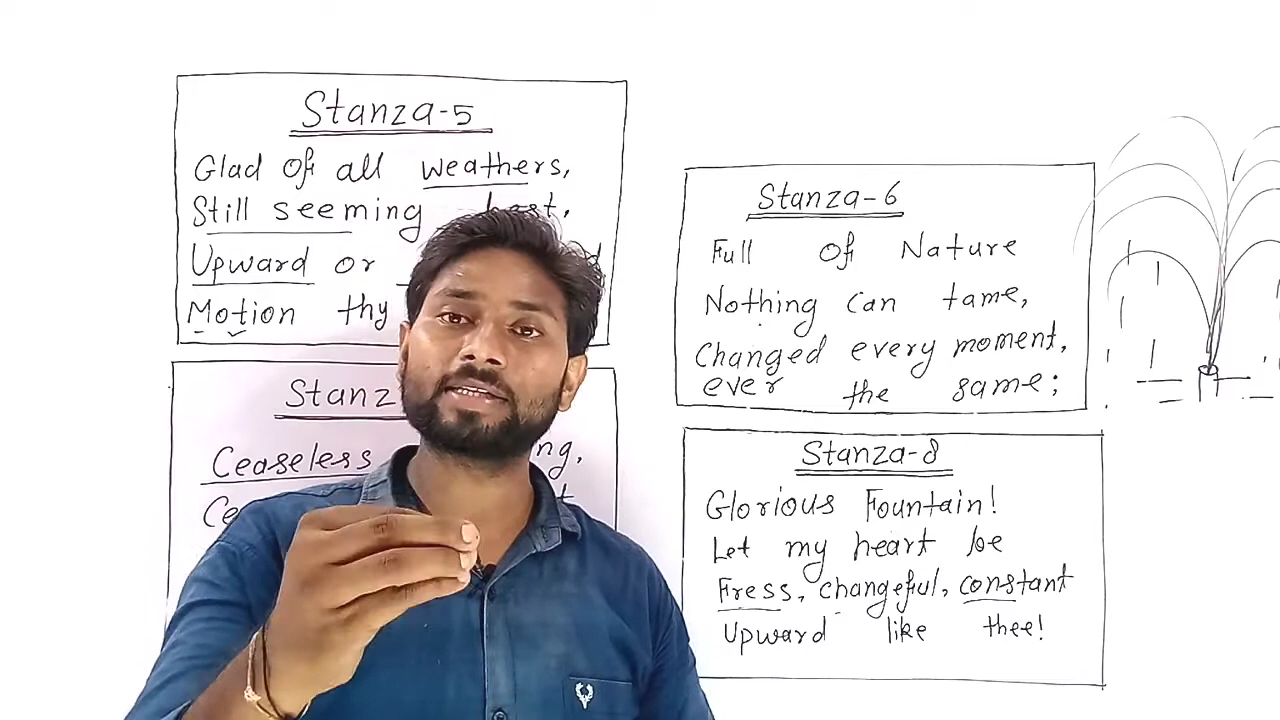 Stanza-5
Glad of all weathers,
Still seeming best,
Upward or
Motion thy
Stanza-6
Full of Nature
Nothing can tame,
Changed every moment,
ever the same;
Ceaseless
Stanza-8
Glorious Fountain!
Let my heart be
Fress, changeful, constant
Upward like thee!